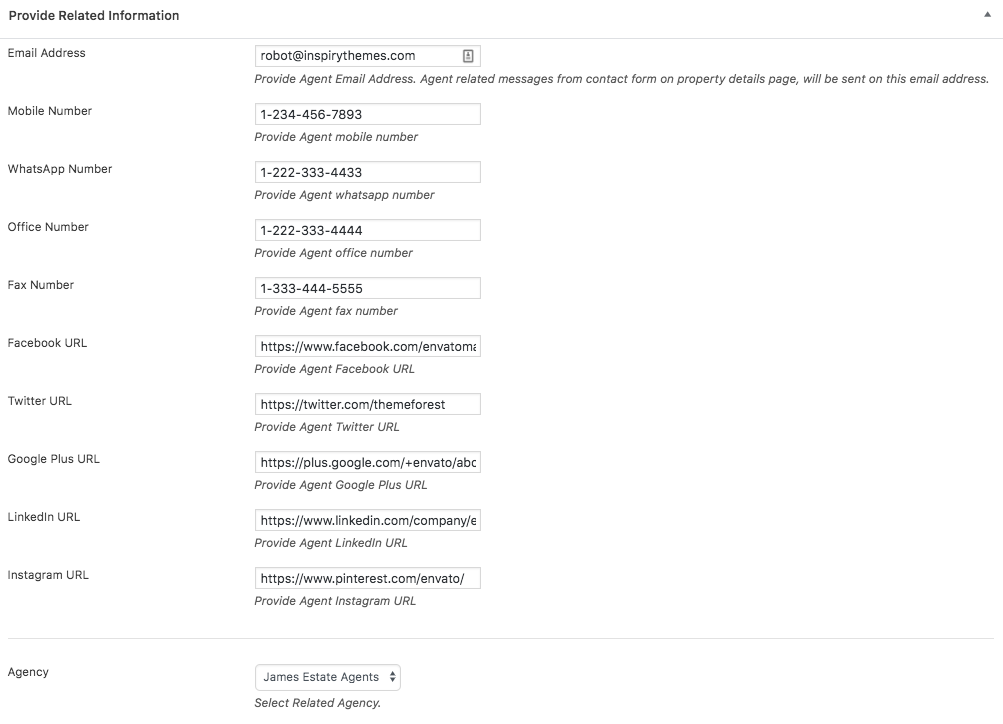 Provide Related Information
Email Address
robot@inspirythemes.com
Provide Agent Email Address. Agent related messages from contact form on property details page, will be sent on this email address.
Mobile Number
1-234-456-7893
Provide Agent mobile number
WhatsApp Number
1-222-333-4433
Provide Agent whatsapp number
Office Number
1-222-333-4444
Provide Agent office number
Fax Number
1-333-444-5555
Provide Agent fax number
Facebook URL
https://www.facebook.com/envatoma
Provide Agent Facebook URL
Twitter URL
https://twitter.com/themeforest
Provide Agent Twitter URL
Google Plus URL
https://plus.google.com/+envato/abo
Provide Agent Google Plus URL
LinkedIn URL
https://www.linkedin.com/company/e
Provide Agent LinkedIn URL
Instagram URL
https://www.pinterest.com/envato/
Provide Agent Instagram URL
Agency
James Estate Agents
Select Related Agency.